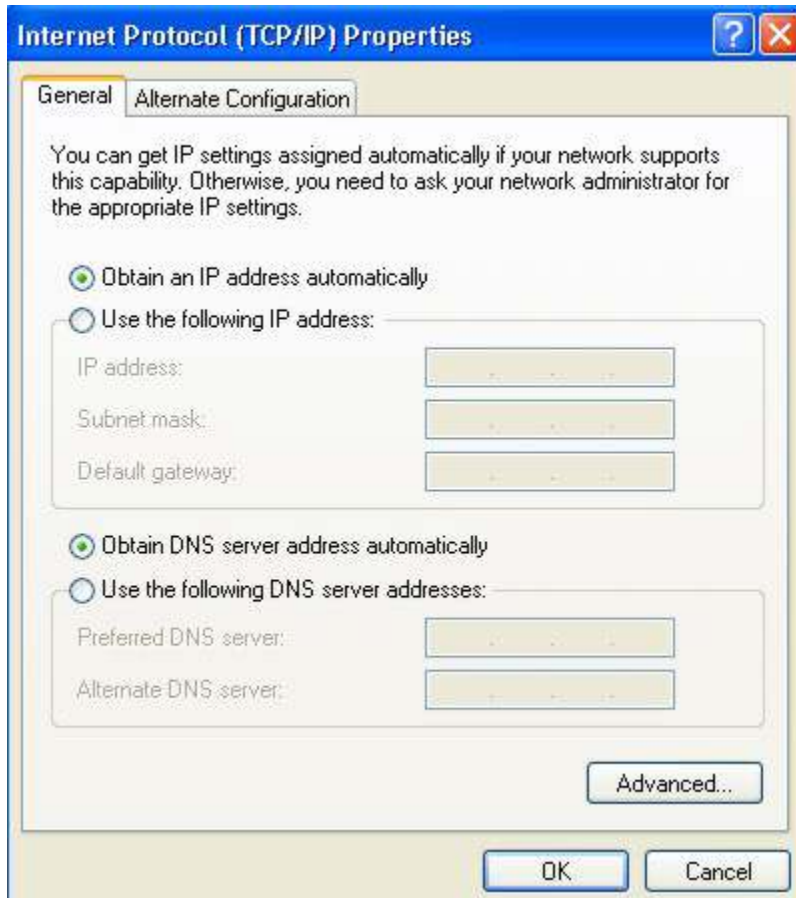 Internet Protocol (TCP/IP) Properties
General
Alternate Configuration
You can get IP settings assigned automatically if your network supports
this capability. Otherwise, you need to ask your network administrator for
the appropriate IP settings.
Obtain an IP address automatically
Use the following IP address:
IP address:
Subnet mask:
Default gateway:
Obtain DNS server address automatically
Use the following DNS server addresses:
Preferred DNS server:
Alternate DNS server:
Advanced...
OK
Cancel